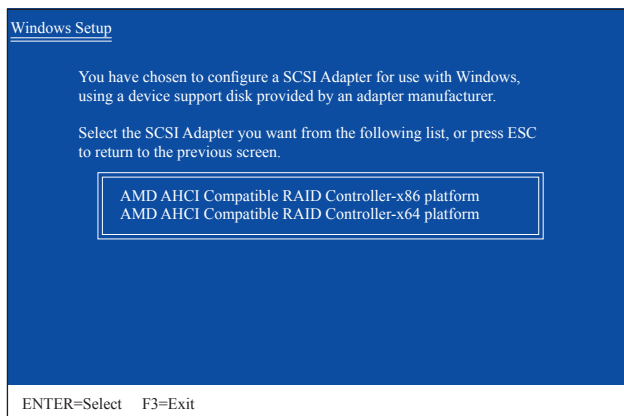 Windows Setup
You have chosen to configure a SCSI Adapter for use with Windows,
using a device support disk provided by an adapter manufacturer.
Select the SCSI Adapter you want from the following list, or press ESC
to return to the previous screen.
AMD AHCI Compatible RAID Controller-x86 platform
AMD AHCI Compatible RAID Controller-x64 platform
ENTER=Select F3=Exit